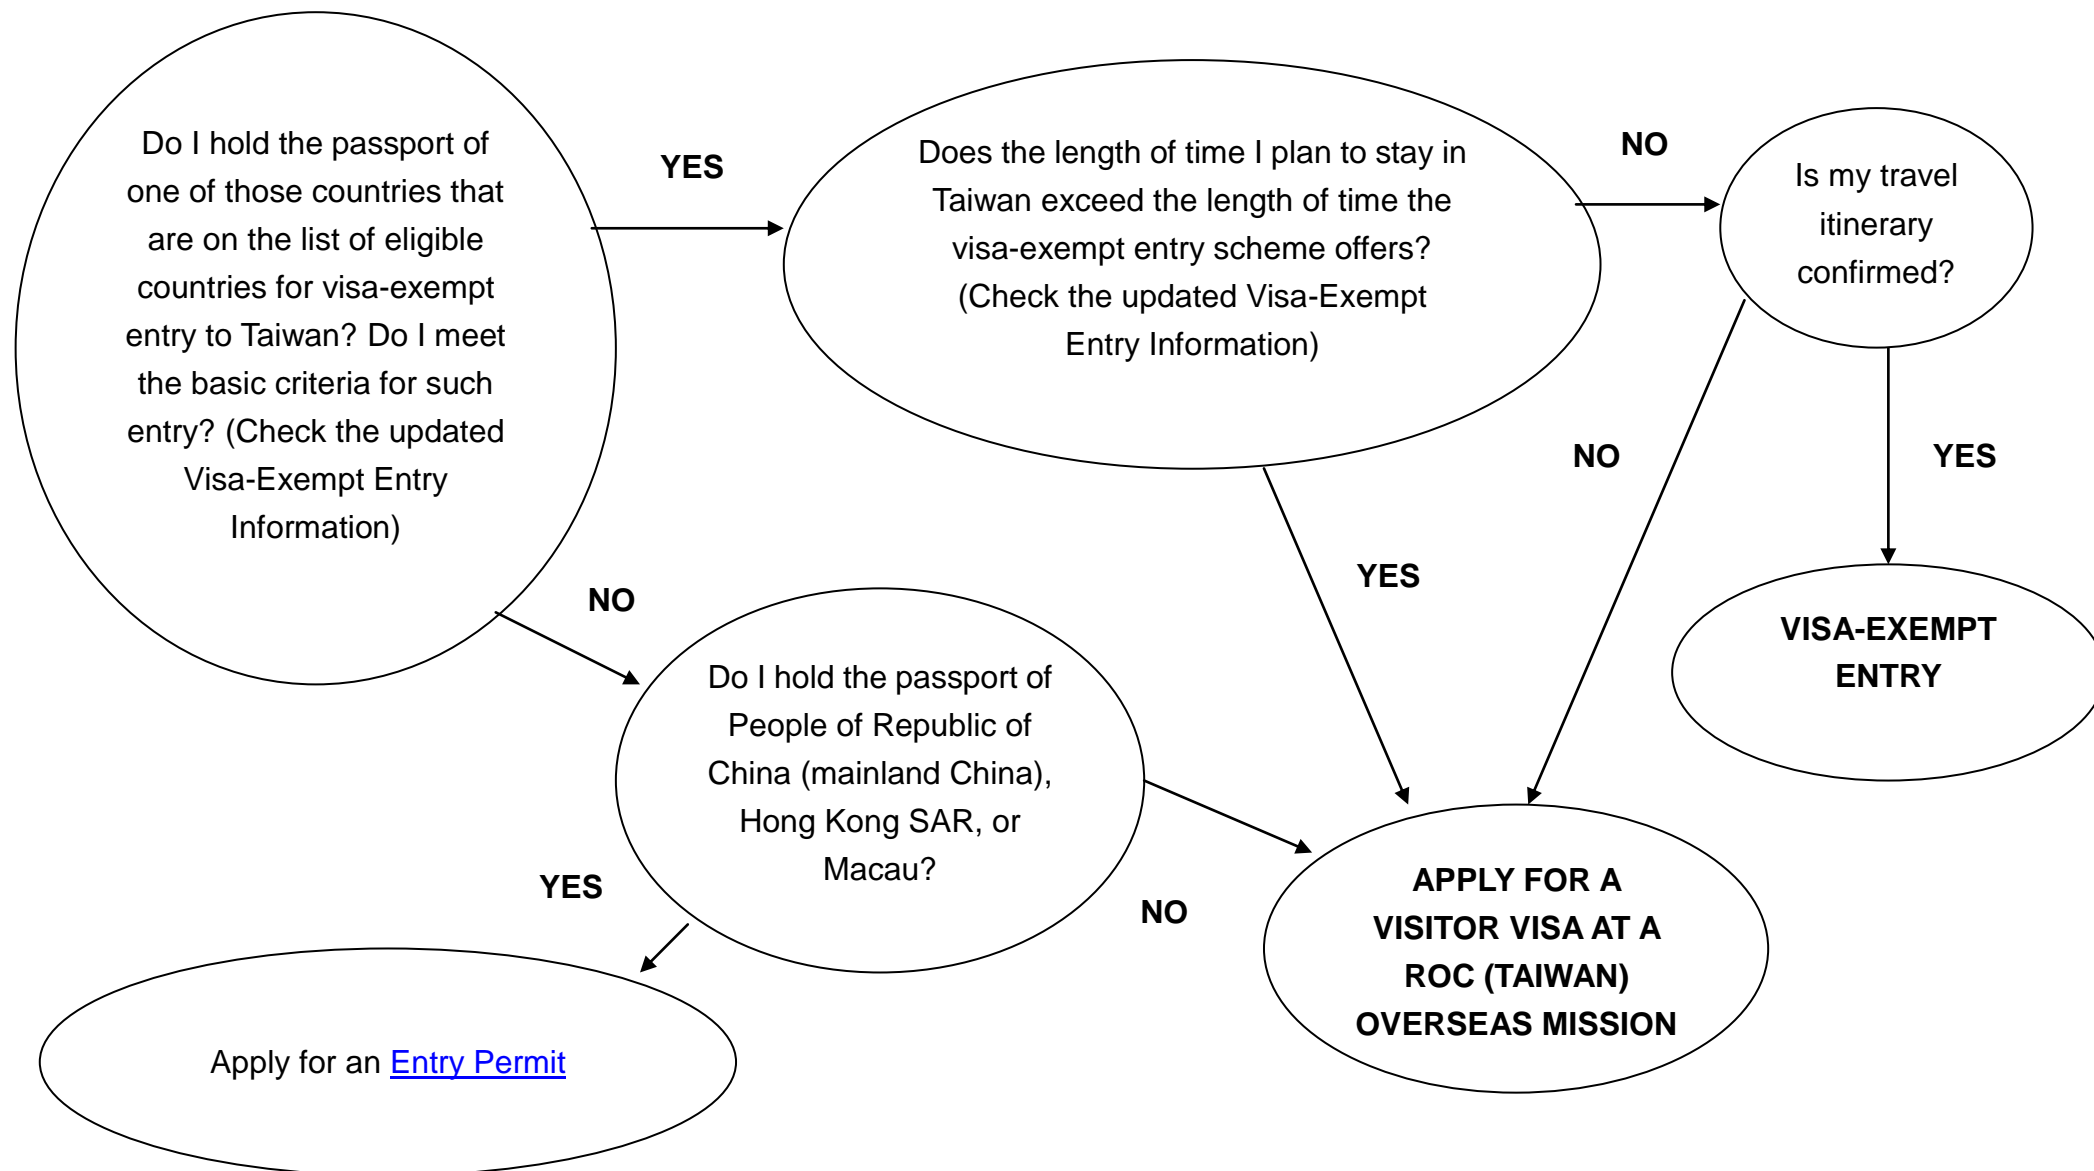 Do I hold the passport of
one of those countries that
are on the list of eligible
countries for visa-exempt
entry to Taiwan? Do I meet
the basic criteria for such
entry? (Check the updated
Visa-Exempt Entry
Information)
YES
Does the length of time I plan to stay in
Taiwan exceed the length of time the
visa-exempt entry scheme offers?
(Check the updated Visa-Exempt
Entry Information)
NO
Is my travel
itinerary
confirmed?
NO
YES
YES
VISA-EXEMPT
ENTRY
NO
Do I hold the passport of
People of Republic of
China (mainland China),
Hong Kong SAR, or
Macau?
YES
NO
APPLY FOR A
VISITOR VISA AT A
ROC (TAIWAN)
OVERSEAS MISSION
Apply for an Entry Permit